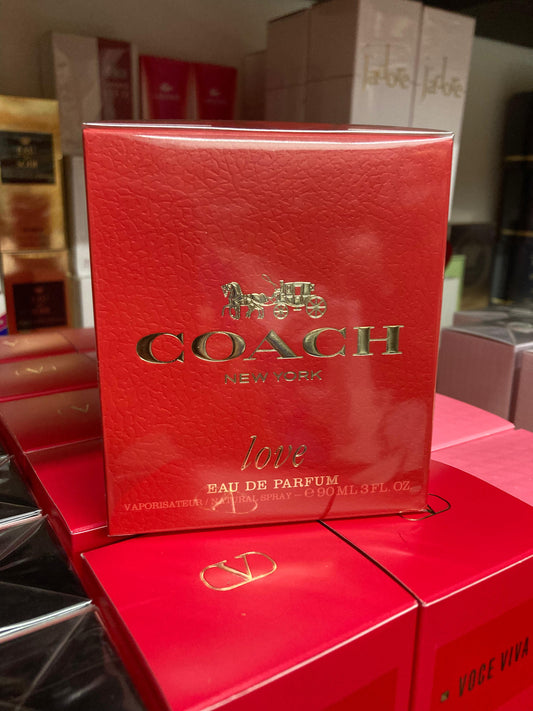 J'adore
J'adore
COACH
NEW YORK
love
EAU DE PARFUM
VAPORISATEUR / NATURAL SPRAY - ℮ 90 ML 3 FL. OZ.
V
V
VOCE VIVA